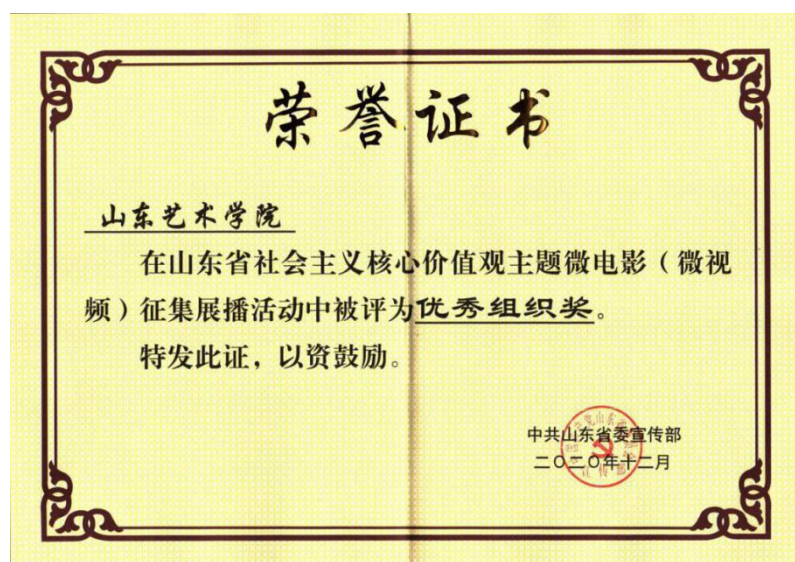 荣誉证书
山东艺术学院
在山东省社会主义核心价值观主题微电影（微视
频）征集展播活动中被评为优秀组织奖。
特发此证，以资鼓励。
中共山东省委宣传部
二〇二〇年十二月